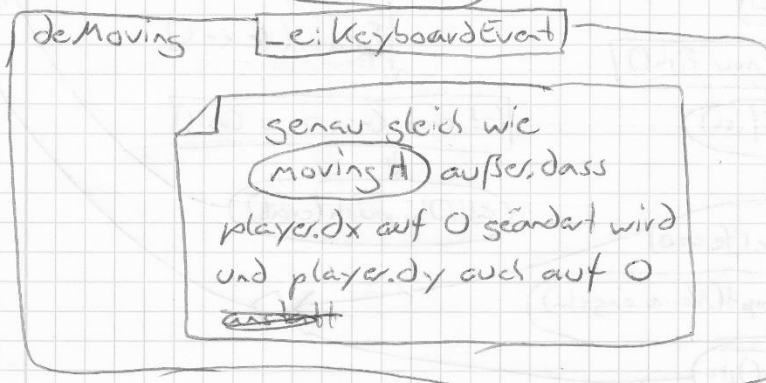 deMoving _e: KeyboardEvent
genau gleich wie
moving A außer, dass
player.dx auf 0 geändert wird
und player.dy auch auf 0